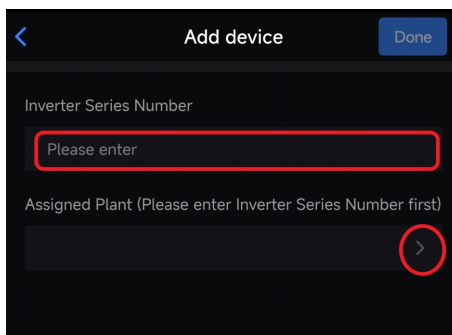 Add device
Done
Inverter Series Number
Please enter
Assigned Plant (Please enter Inverter Series Number first)